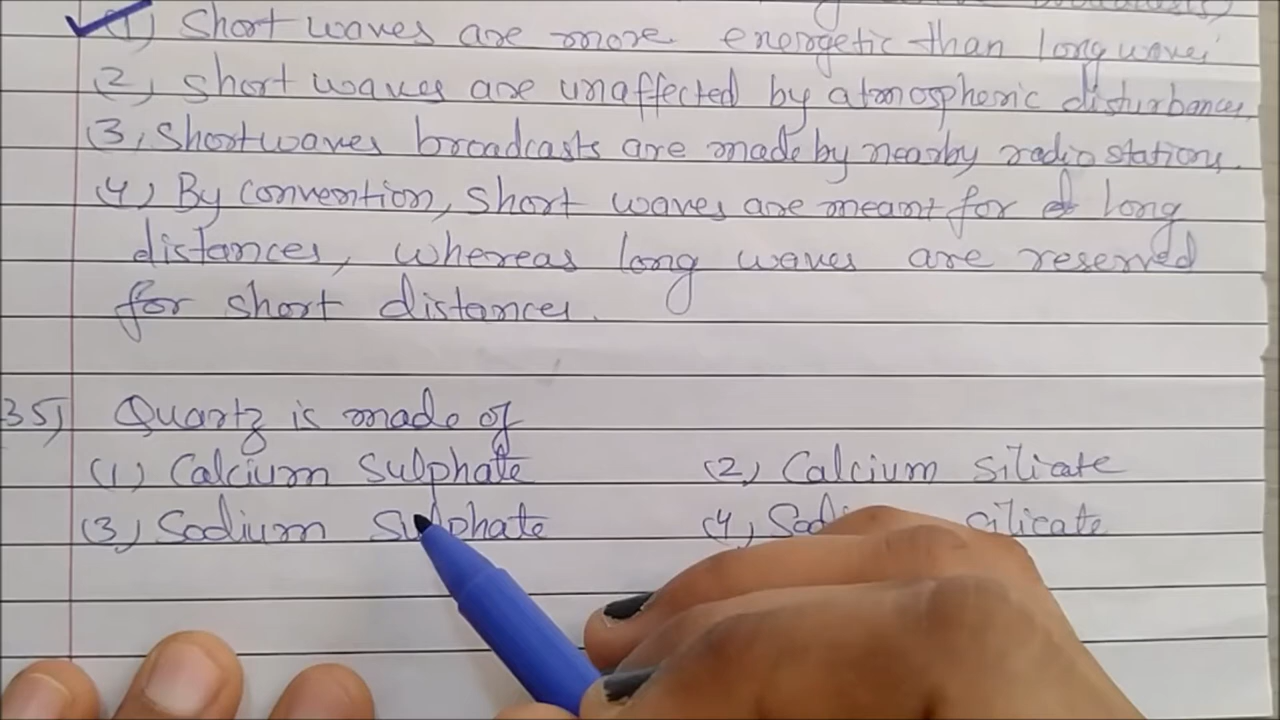 (1) Short waves are more energetic than long waves
(2) Short waves are unaffected by atmospheric disturbances.
(3) Shortwaves broadcasts are made by nearby radio stations.
(4) By convention, short waves are meant for long
distances, whereas long waves are reserved
for short distances.
35) Quartz is made of
(1) Calcium Sulphate (2) Calcium Silicate
(3) Sodium Sulphate (4) Silicate